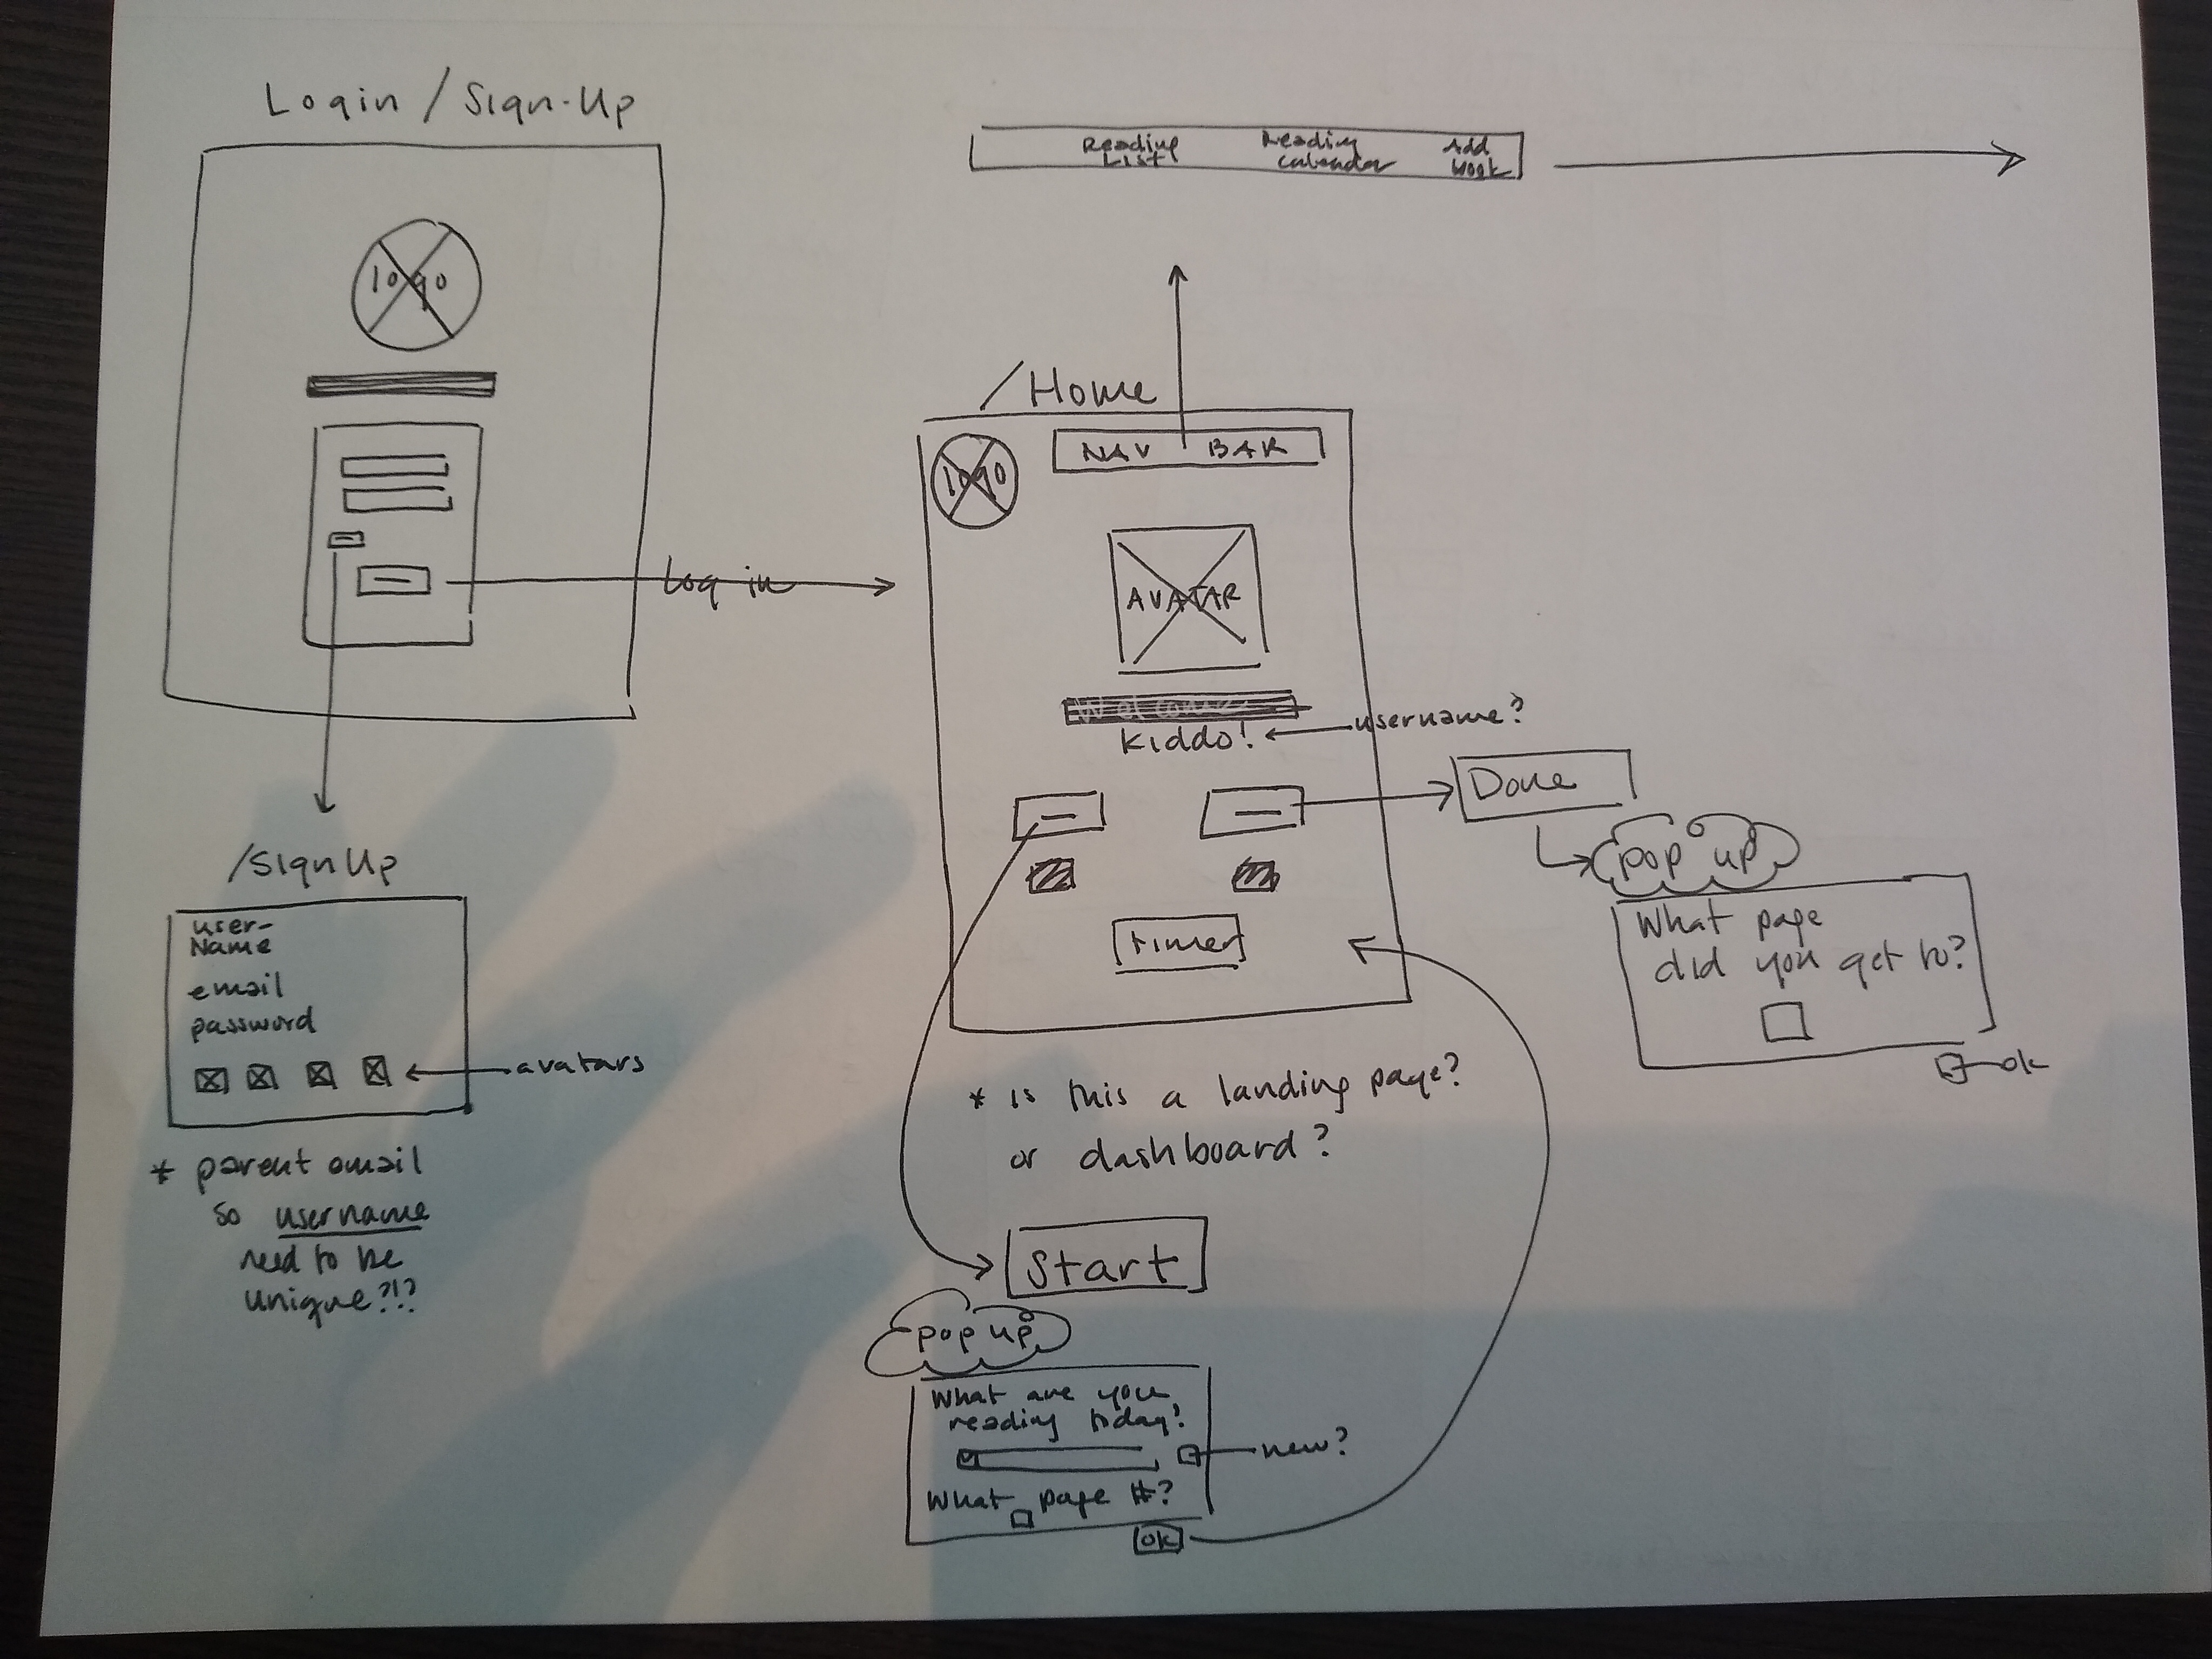 Login / Sign-Up
logo
Log in
/SignUp
user-
Name
email
password
avatars
* parent email
so username
need to be
unique?!?
Reading
List
Reading
Calendar
Add
Book
/Home
logo
NAV BAR
AVATAR
Welcome
Kiddo!
username?
timer
* is this a landing page?
or dashboard?
Done
pop up
What page
did you get to?
ok
Start
pop up
What are you
reading today?
new?
What page #?
ok